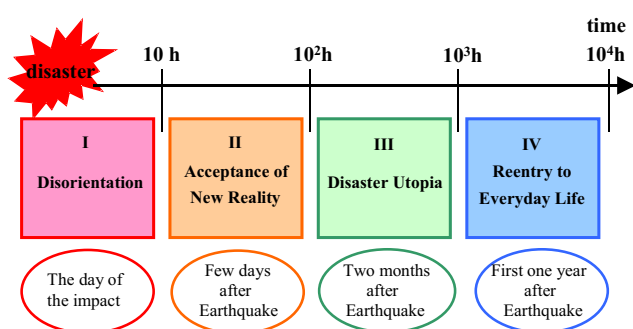 time
disaster
10 h
10²h
10³h
10⁴h
I
Disorientation
II
Acceptance of
New Reality
III
Disaster Utopia
IV
Reentry to
Everyday Life
The day of
the impact
Few days
after
Earthquake
Two months
after
Earthquake
First one year
after
Earthquake